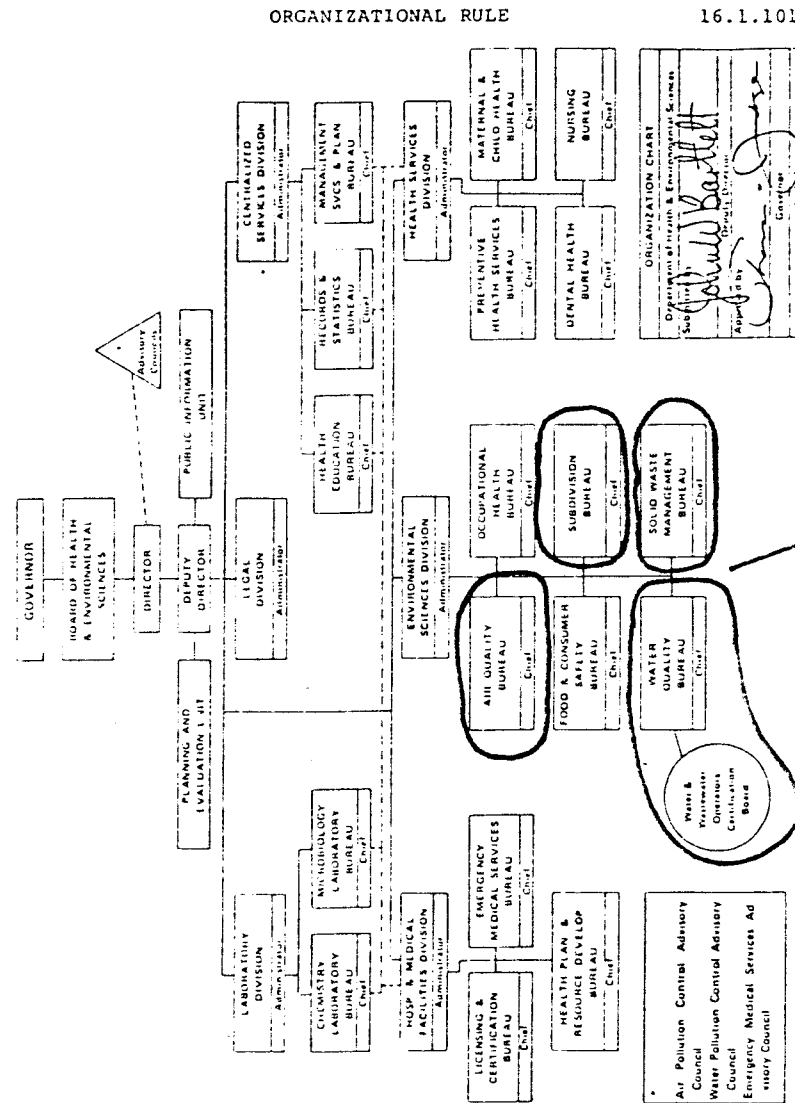 ORGANIZATIONAL RULE
16.1.101
GOVERNOR
BOARD OF HEALTH
& ENVIRONMENTAL
SCIENCES
DIRECTOR
Advisory
Councils
PLANNING AND
EVALUATION UNIT
DEPUTY
DIRECTOR
PUBLIC INFORMATION
UNIT
LABORATORY
DIVISION
Administrator
LEGAL
DIVISION
Administrator
CENTRALIZED
SERVICES DIVISION
Administrator
CHEMISTRY
LABORATORY
BUREAU
Chief
MICROBIOLOGY
LABORATORY
BUREAU
Chief
HEALTH
EDUCATION
BUREAU
Chief
RECORDS &
STATISTICS
BUREAU
Chief
MANAGEMENT
SVCS & PLAN
BUREAU
Chief
HOSP & MEDICAL
FACILITIES DIVISION
Administrator
ENVIRONMENTAL
SCIENCES DIVISION
Administrator
HEALTH SERVICES
DIVISION
Administrator
LICENSING &
CERTIFICATION
BUREAU
Chief
EMERGENCY
MEDICAL SERVICES
BUREAU
Chief
HEALTH PLAN &
RESOURCE DEVELOP
BUREAU
Chief
AIR QUALITY
BUREAU
Chief
OCCUPATIONAL
HEALTH
BUREAU
Chief
FOOD & CONSUMER
SAFETY
BUREAU
Chief
SUBDIVISION
BUREAU
Chief
WATER
QUALITY
BUREAU
Chief
SOLID WASTE
MANAGEMENT
BUREAU
Chief
Water &
Wastewater
Operators
Certification
Board
PREVENTIVE
HEALTH SERVICES
BUREAU
Chief
MATERNAL &
CHILD HEALTH
BUREAU
Chief
DENTAL HEALTH
BUREAU
Chief
NURSING
BUREAU
Chief
Air Pollution Control Advisory
Council
Water Pollution Control Advisory
Council
Emergency Medical Services Ad
visory Council
ORGANIZATION CHART
Department of Health & Environmental Sciences
Submitted by
John W Bartlett
Deputy Director
Approved by
Governor